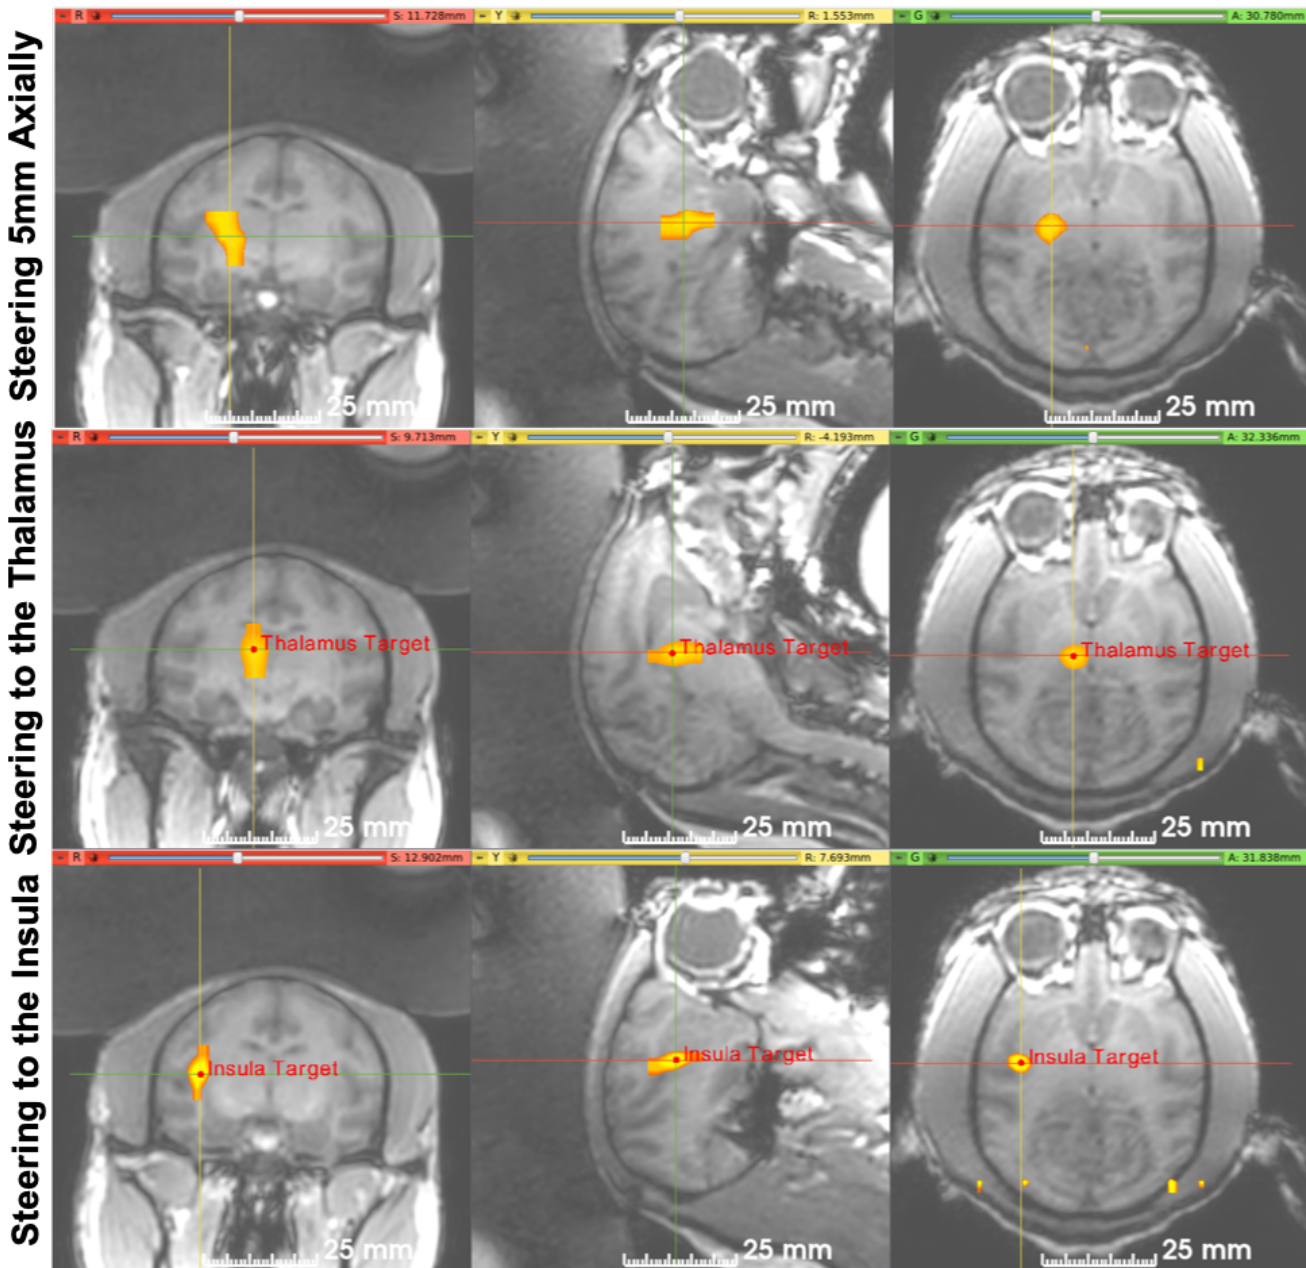 Steering 5mm Axially
R S: 11.728mm
Y R: 1.553mm
G A: 30.780mm
25 mm
25 mm
25 mm
Steering to the Thalamus
R S: 9.713mm
Y R: -4.193mm
G A: 32.336mm
Thalamus Target
Thalamus Target
Thalamus Target
25 mm
25 mm
25 mm
Steering to the Insula
R S: 12.902mm
Y R: 7.693mm
G A: 31.838mm
Insula Target
Insula Target
Insula Target
25 mm
25 mm
25 mm